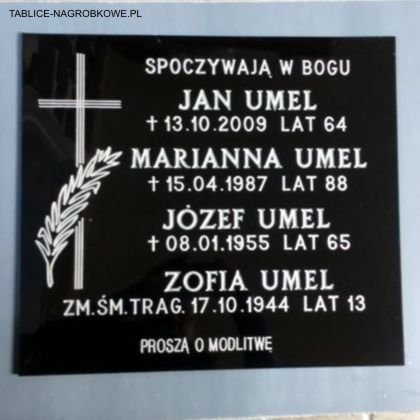 TABLICE-NAGROBKOWE.PL
SPOCZYWAJĄ W BOGU
JAN UMEL
† 13.10.2009 LAT 64
MARIANNA UMEL
† 15.04.1987 LAT 88
JÓZEF UMEL
† 08.01.1955 LAT 65
ZOFIA UMEL
ZM.ŚM.TRAG. 17.10.1944 LAT 13
PROSZĄ O MODLITWĘ